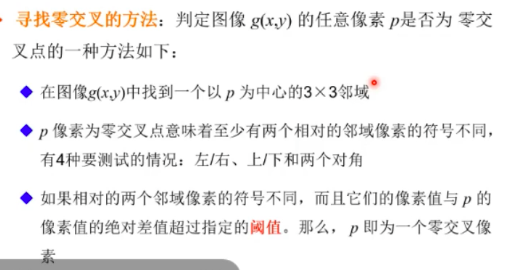 寻找零交叉的方法：判定图像 g(x,y) 的任意像素 p是否为 零交
叉点的一种方法如下：
在图像g(x,y)中找到一个以 p 为中心的3×3邻域
p 像素为零交叉点意味着至少有两个相对的邻域像素的符号不同，
有4种要测试的情况：左/右、上/下和两个对角
如果相对的两个邻域像素的符号不同，而且它们的像素值与 p 的
像素值的绝对差值超过指定的阈值。那么， p 即为一个零交叉像
素